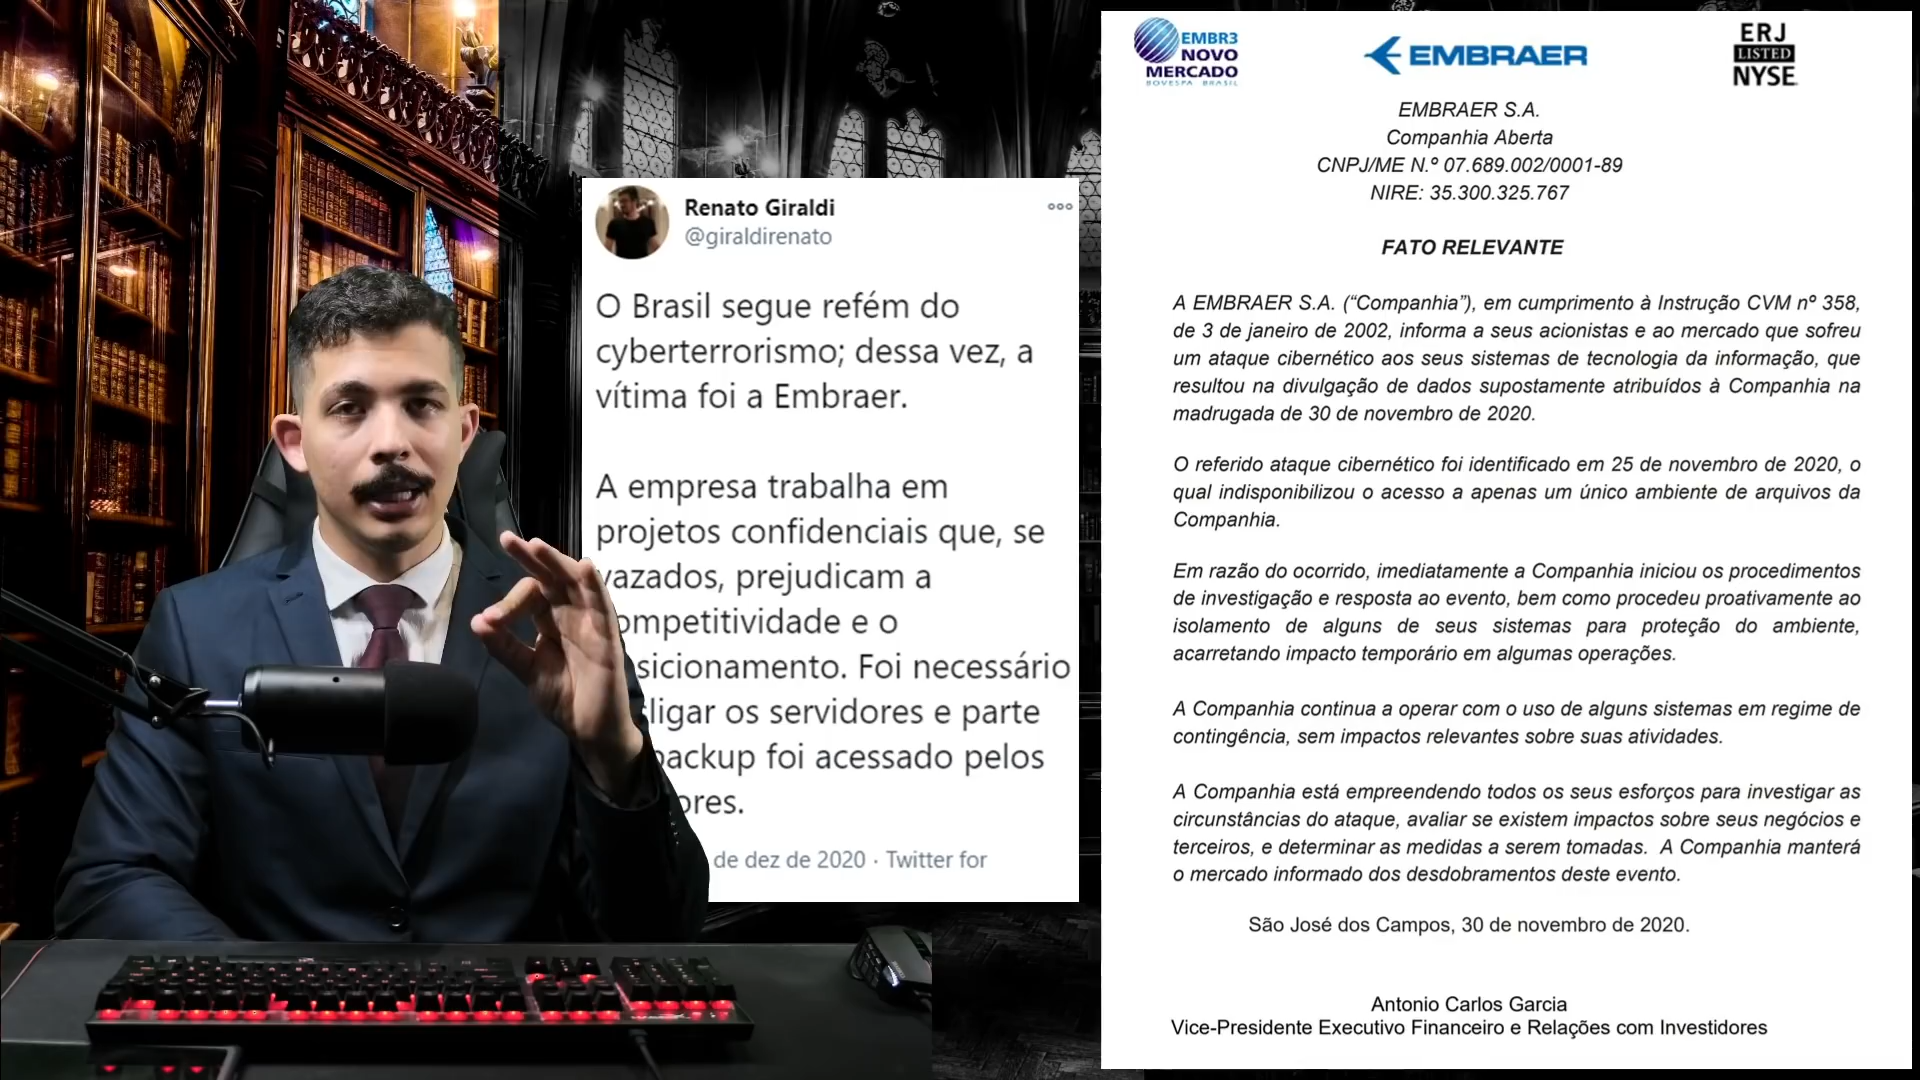 Renato Giraldi
@giraldirenato
O Brasil segue refém do
cyberterrorismo; dessa vez, a
vítima foi a Embraer.
A empresa trabalha em
projetos confidenciais que, se
vazados, prejudicam a
ompetitividade e o
sicionamento. Foi necessário
ligar os servidores e parte
backup foi acessado pelos
ores.
de dez de 2020 · Twitter for
EMBR3
NOVO
MERCADO
BOVESPA BRASIL
EMBRAER
ERJ
LISTED
NYSE
EMBRAER S.A.
Companhia Aberta
CNPJ/ME N.º 07.689.002/0001-89
NIRE: 35.300.325.767
FATO RELEVANTE
A EMBRAER S.A. (“Companhia”), em cumprimento à Instrução CVM nº 358,
de 3 de janeiro de 2002, informa a seus acionistas e ao mercado que sofreu
um ataque cibernético aos seus sistemas de tecnologia da informação, que
resultou na divulgação de dados supostamente atribuídos à Companhia na
madrugada de 30 de novembro de 2020.
O referido ataque cibernético foi identificado em 25 de novembro de 2020, o
qual indisponibilizou o acesso a apenas um único ambiente de arquivos da
Companhia.
Em razão do ocorrido, imediatamente a Companhia iniciou os procedimentos
de investigação e resposta ao evento, bem como procedeu proativamente ao
isolamento de alguns de seus sistemas para proteção do ambiente,
acarretando impacto temporário em algumas operações.
A Companhia continua a operar com o uso de alguns sistemas em regime de
contingência, sem impactos relevantes sobre suas atividades.
A Companhia está empreendendo todos os seus esforços para investigar as
circunstâncias do ataque, avaliar se existem impactos sobre seus negócios e
terceiros, e determinar as medidas a serem tomadas. A Companhia manterá
o mercado informado dos desdobramentos deste evento.
São José dos Campos, 30 de novembro de 2020.
Antonio Carlos Garcia
Vice-Presidente Executivo Financeiro e Relações com Investidores